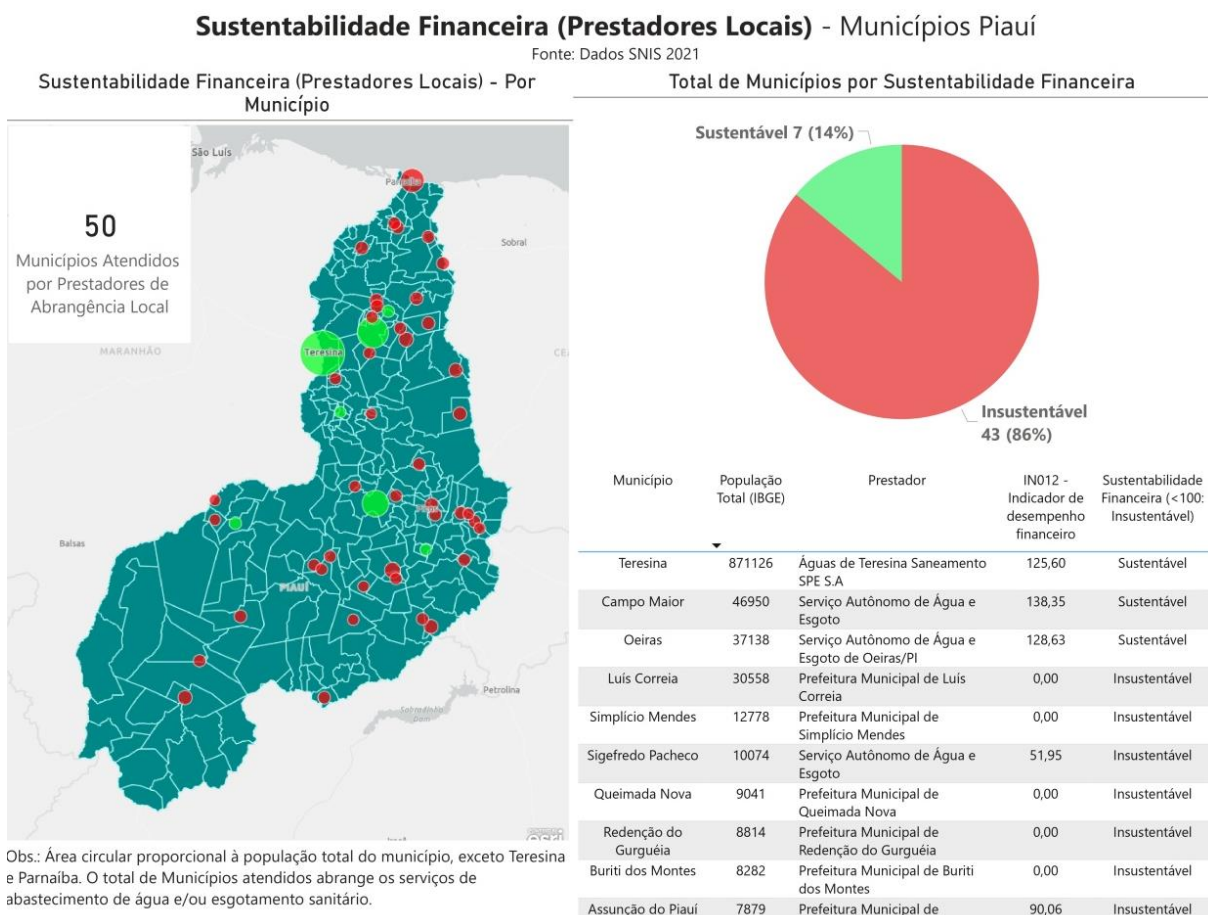 Sustentabilidade Financeira (Prestadores Locais) - Municípios Piauí
Fonte: Dados SNIS 2021
Sustentabilidade Financeira (Prestadores Locais) - Por
Município
50
Municípios Atendidos
por Prestadores de
Abrangência Local
São Luís
Parnaíba
Sobral
MARANHÃO
Teresina
CE
Balsas
PIAUÍ
Petrolina
Sobradinho
esri
Obs.: Área circular proporcional à população total do município, exceto Teresina
e Parnaíba. O total de Municípios atendidos abrange os serviços de
abastecimento de água e/ou esgotamento sanitário.
Total de Municípios por Sustentabilidade Financeira
Sustentável 7 (14%)
Insustentável
43 (86%)
Município População Prestador IN012 - Sustentabilidade
Total (IBGE) Indicador de Financeira (<100:
desempenho Insustentável)
financeiro
Teresina 871126 Águas de Teresina Saneamento 125,60 Sustentável
SPE S.A
Campo Maior 46950 Serviço Autônomo de Água e 138,35 Sustentável
Esgoto
Oeiras 37138 Serviço Autônomo de Água e 128,63 Sustentável
Esgoto de Oeiras/PI
Luís Correia 30558 Prefeitura Municipal de Luís 0,00 Insustentável
Correia
Simplício Mendes 12778 Prefeitura Municipal de 0,00 Insustentável
Simplício Mendes
Sigefredo Pacheco 10074 Serviço Autônomo de Água e 51,95 Insustentável
Esgoto
Queimada Nova 9041 Prefeitura Municipal de 0,00 Insustentável
Queimada Nova
Redenção do 8814 Prefeitura Municipal de 0,00 Insustentável
Gurguéia Redenção do Gurguéia
Buriti dos Montes 8282 Prefeitura Municipal de Buriti 0,00 Insustentável
dos Montes
Assunção do Piauí 7879 Prefeitura Municipal de 90,06 Insustentável